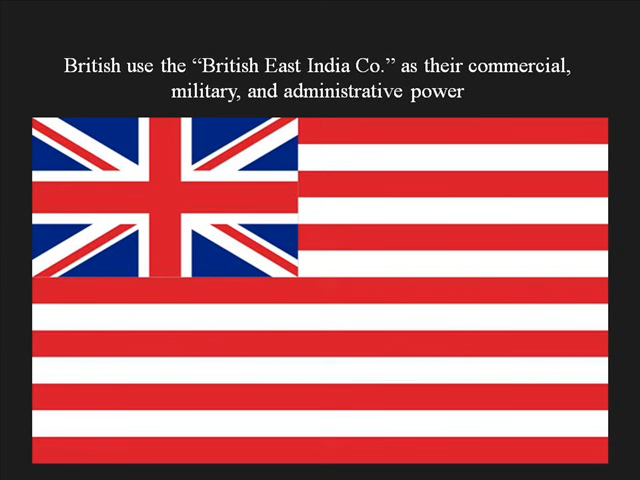 British use the “British East India Co.” as their commercial,
military, and administrative power